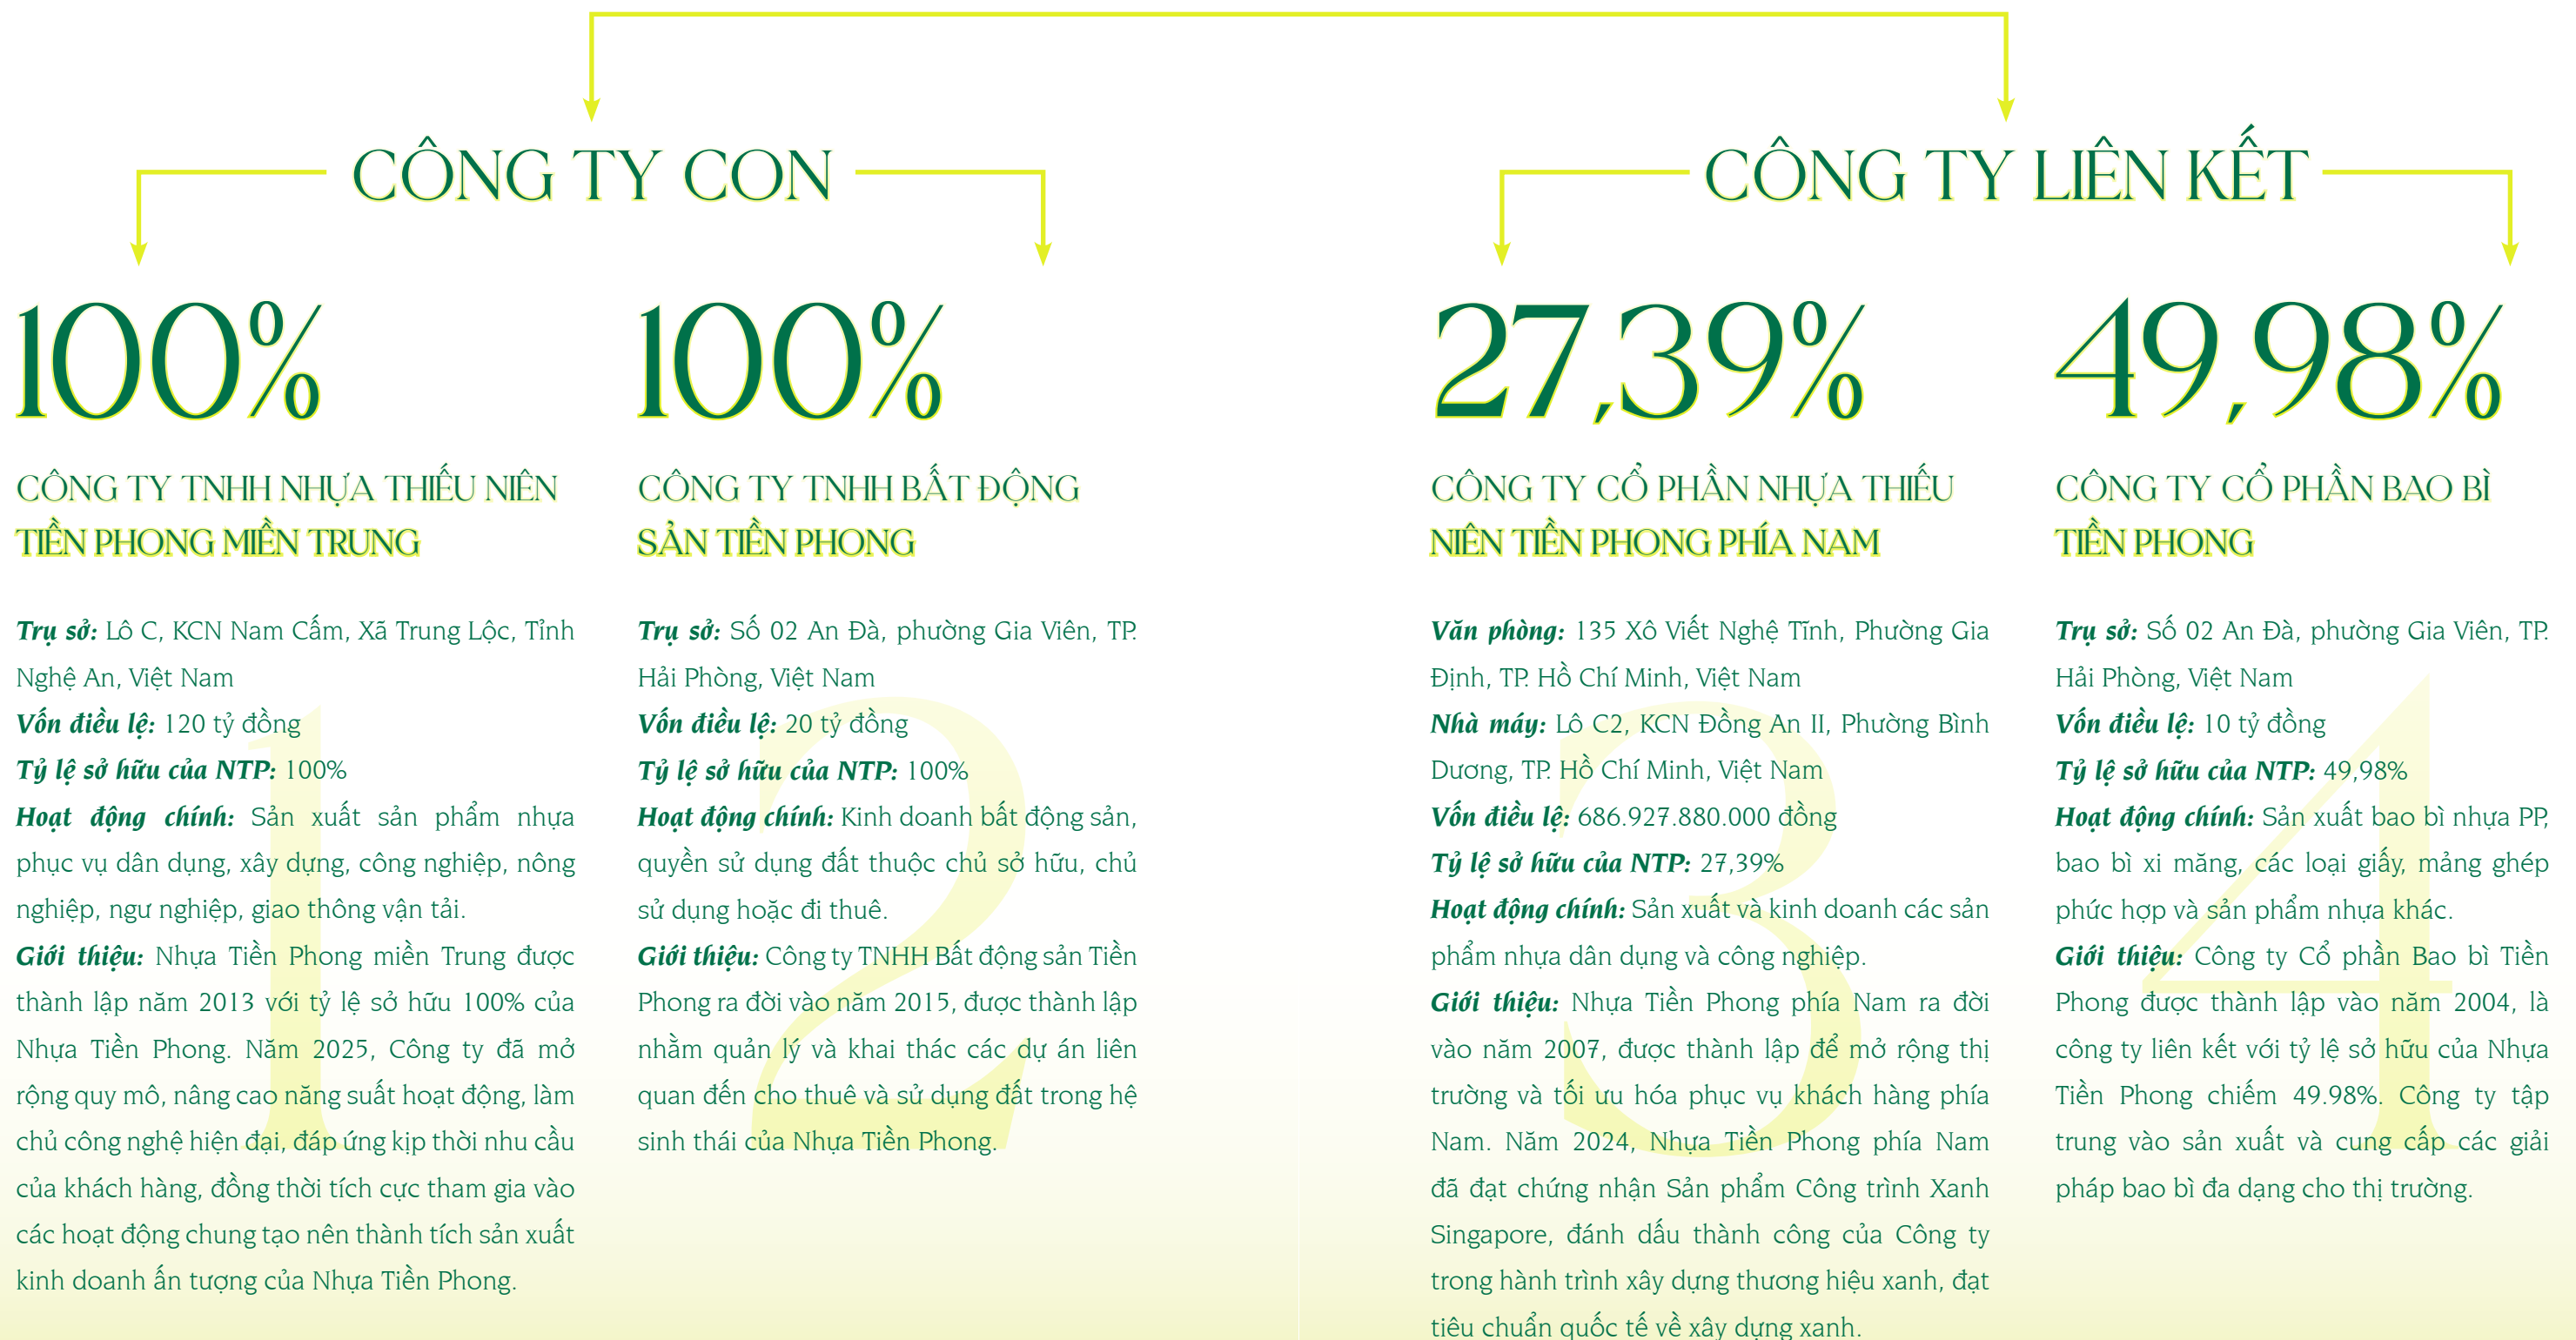 CÔNG TY CON
100%
CÔNG TY TNHH NHỰA THIẾU NIÊN
TIỀN PHONG MIỀN TRUNG
Trụ sở: Lô C, KCN Nam Cấm, Xã Trung Lộc, Tỉnh
Nghệ An, Việt Nam
Vốn điều lệ: 120 tỷ đồng
Tỷ lệ sở hữu của NTP: 100%
Hoạt động chính: Sản xuất sản phẩm nhựa
phục vụ dân dụng, xây dựng, công nghiệp, nông
nghiệp, ngư nghiệp, giao thông vận tải.
Giới thiệu: Nhựa Tiền Phong miền Trung được
thành lập năm 2013 với tỷ lệ sở hữu 100% của
Nhựa Tiền Phong. Năm 2025, Công ty đã mở
rộng quy mô, nâng cao năng suất hoạt động, làm
chủ công nghệ hiện đại, đáp ứng kịp thời nhu cầu
của khách hàng, đồng thời tích cực tham gia vào
các hoạt động chung tạo nên thành tích sản xuất
kinh doanh ấn tượng của Nhựa Tiền Phong.
1
100%
CÔNG TY TNHH BẤT ĐỘNG
SẢN TIỀN PHONG
Trụ sở: Số 02 An Đà, phường Gia Viên, TP.
Hải Phòng, Việt Nam
Vốn điều lệ: 20 tỷ đồng
Tỷ lệ sở hữu của NTP: 100%
Hoạt động chính: Kinh doanh bất động sản,
quyền sử dụng đất thuộc chủ sở hữu, chủ
sử dụng hoặc đi thuê.
Giới thiệu: Công ty TNHH Bất động sản Tiền
Phong ra đời vào năm 2015, được thành lập
nhằm quản lý và khai thác các dự án liên
quan đến cho thuê và sử dụng đất trong hệ
sinh thái của Nhựa Tiền Phong.
2
CÔNG TY LIÊN KẾT
27,39%
CÔNG TY CỔ PHẦN NHỰA THIẾU
NIÊN TIỀN PHONG PHÍA NAM
Văn phòng: 135 Xô Viết Nghệ Tĩnh, Phường Gia
Định, TP. Hồ Chí Minh, Việt Nam
Nhà máy: Lô C2, KCN Đồng An II, Phường Bình
Dương, TP. Hồ Chí Minh, Việt Nam
Vốn điều lệ: 686.927.880.000 đồng
Tỷ lệ sở hữu của NTP: 27,39%
Hoạt động chính: Sản xuất và kinh doanh các sản
phẩm nhựa dân dụng và công nghiệp.
Giới thiệu: Nhựa Tiền Phong phía Nam ra đời
vào năm 2007, được thành lập để mở rộng thị
trường và tối ưu hóa phục vụ khách hàng phía
Nam. Năm 2024, Nhựa Tiền Phong phía Nam
đã đạt chứng nhận Sản phẩm Công trình Xanh
Singapore, đánh dấu thành công của Công ty
trong hành trình xây dựng thương hiệu xanh, đạt
tiêu chuẩn quốc tế về xây dựng xanh.
3
49,98%
CÔNG TY CỔ PHẦN BAO BÌ
TIỀN PHONG
Trụ sở: Số 02 An Đà, phường Gia Viên, TP.
Hải Phòng, Việt Nam
Vốn điều lệ: 10 tỷ đồng
Tỷ lệ sở hữu của NTP: 49,98%
Hoạt động chính: Sản xuất bao bì nhựa PP,
bao bì xi măng, các loại giấy, mảng ghép
phức hợp và sản phẩm nhựa khác.
Giới thiệu: Công ty Cổ phần Bao bì Tiền
Phong được thành lập vào năm 2004, là
công ty liên kết với tỷ lệ sở hữu của Nhựa
Tiền Phong chiếm 49.98%. Công ty tập
trung vào sản xuất và cung cấp các giải
pháp bao bì đa dạng cho thị trường.
4